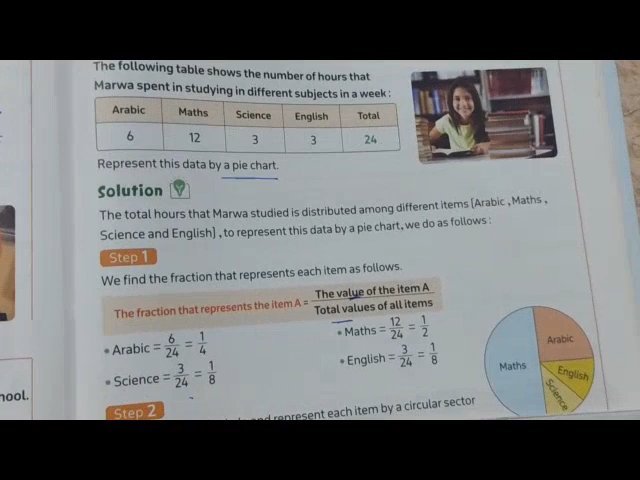 The following table shows the number of hours that
Marwa spent in studying in different subjects in a week:
Arabic Maths Science English Total
6 12 3 3 24
Represent this data by a pie chart.
Solution
The total hours that Marwa studied is distributed among different items (Arabic, Maths,
Science and English), to represent this data by a pie chart, we do as follows:
Step 1
We find the fraction that represents each item as follows.
The fraction that represents the item A = The value of the item A / Total values of all items
• Arabic = 6/24 = 1/4
• Maths = 12/24 = 1/2
• Science = 3/24 = 1/8
• English = 3/24 = 1/8
Maths
Arabic
English
Science
Step 2
represent each item by a circular sector
hool.